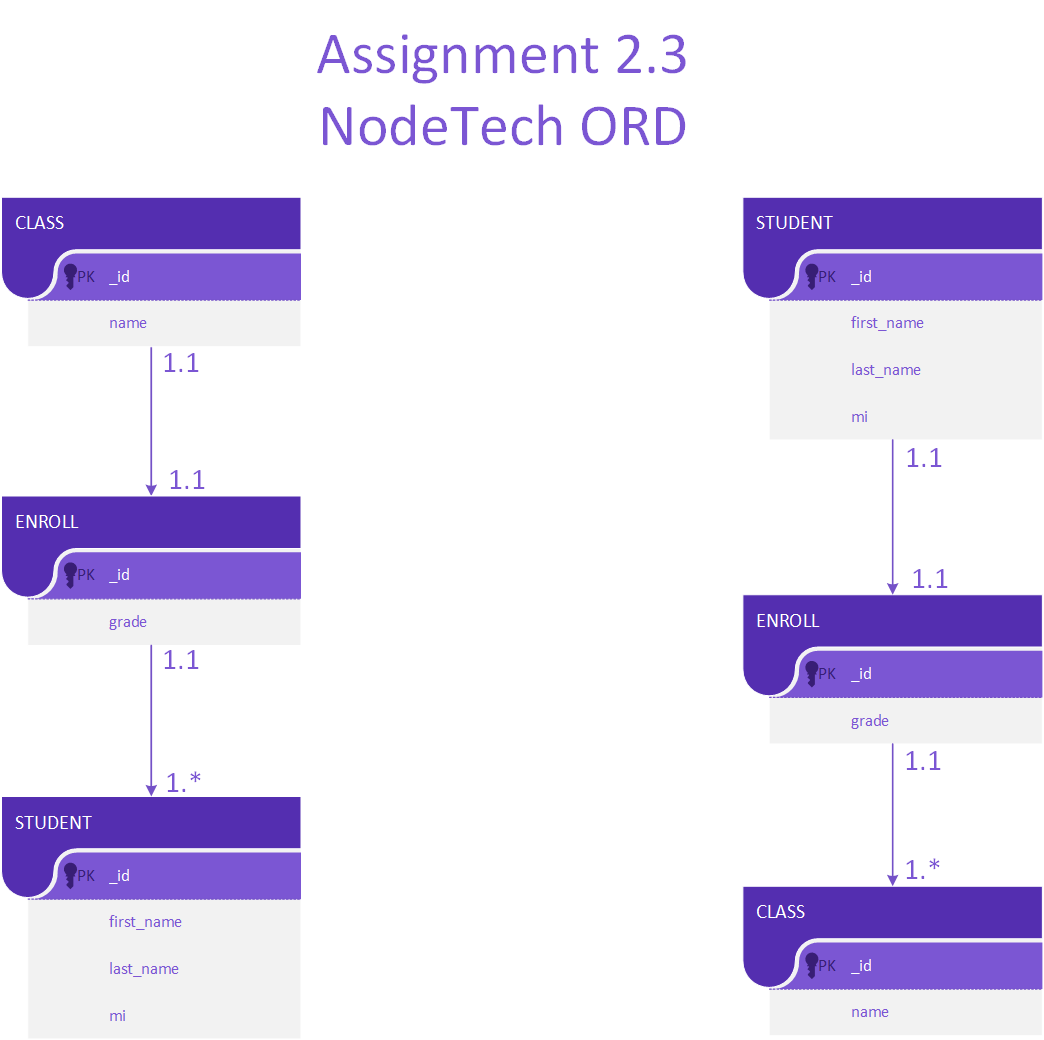 Assignment 2.3
NodeTech ORD
CLASS
PK _id
name
1.1
1.1
ENROLL
PK _id
grade
1.1
1.*
STUDENT
PK _id
first_name
last_name
mi
STUDENT
PK _id
first_name
last_name
mi
1.1
1.1
ENROLL
PK _id
grade
1.1
1.*
CLASS
PK _id
name